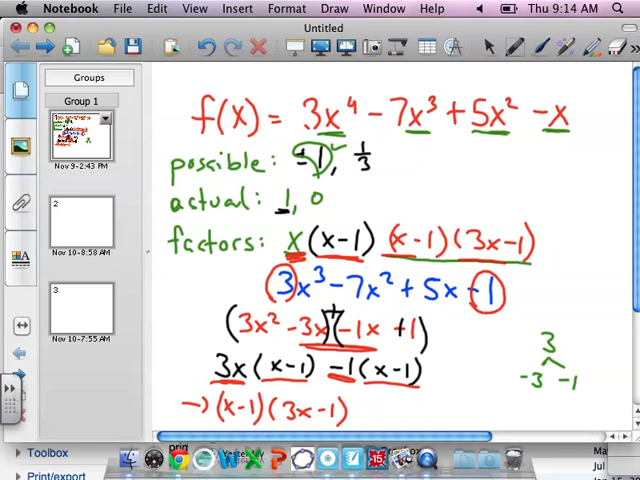 File Edit View Insert Format Window Help Thu 9:14 AM
Untitled
Groups
Group 1
Nov 9-2:43 PM
2
Nov 10-8:58 AM
3
Nov 10-7:55 AM
f(x) = 3x⁴ - 7x³ + 5x² - x
possible: ±1, 1/3
actual: 1, 0
factors: x(x-1) (x-1)(3x-1)
3x³ - 7x² + 5x - 1
(3x² - 3x)+(-1x + 1)
3x(x-1) -1(x-1)
→(x-1)(3x-1)
3
-3 -1
Toolbox
Print/export
Yesterday